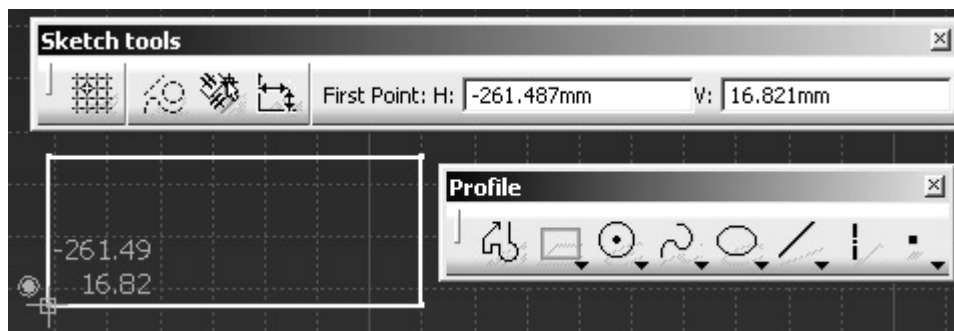 Sketch tools
First Point: H: -261.487mm V: 16.821mm
Profile
-261.49
16.82